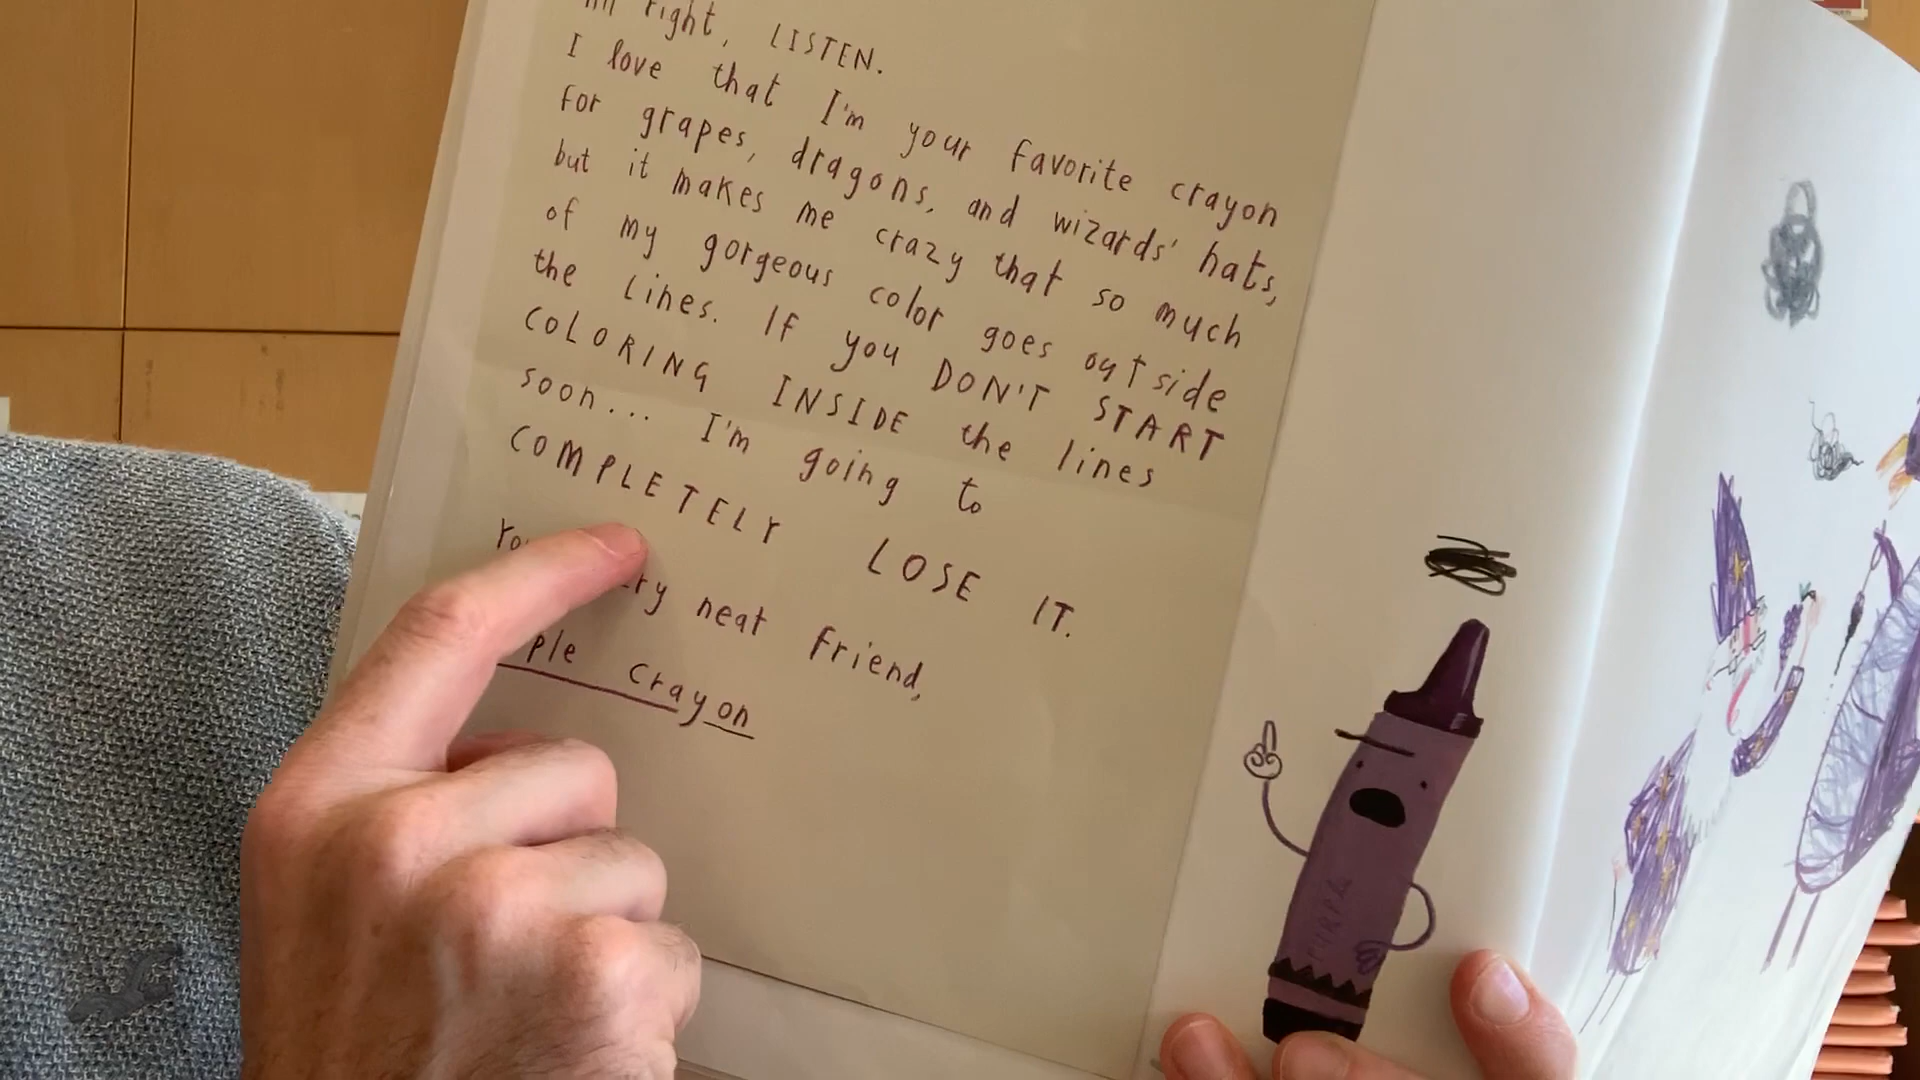 right, LISTEN.
I love that I'm your favorite crayon
for grapes, dragons, and wizards' hats,
but it makes me crazy that so much
of my gorgeous color goes outside
the lines. If you DON'T START
COLORING INSIDE the lines
soon... I'm going to
COMPLETELY LOSE IT.
neat friend,
crayon
PURPLE